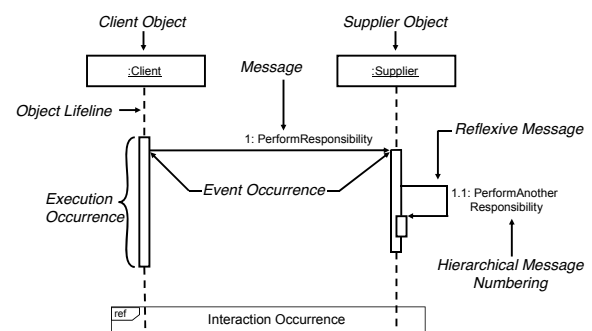 Client Object
Supplier Object
:Client
Message
:Supplier
Object Lifeline
1: PerformResponsibility
Reflexive Message
Execution
Occurrence
Event Occurrence
1.1: PerformAnother
Responsibility
Hierarchical Message
Numbering
ref
Interaction Occurrence